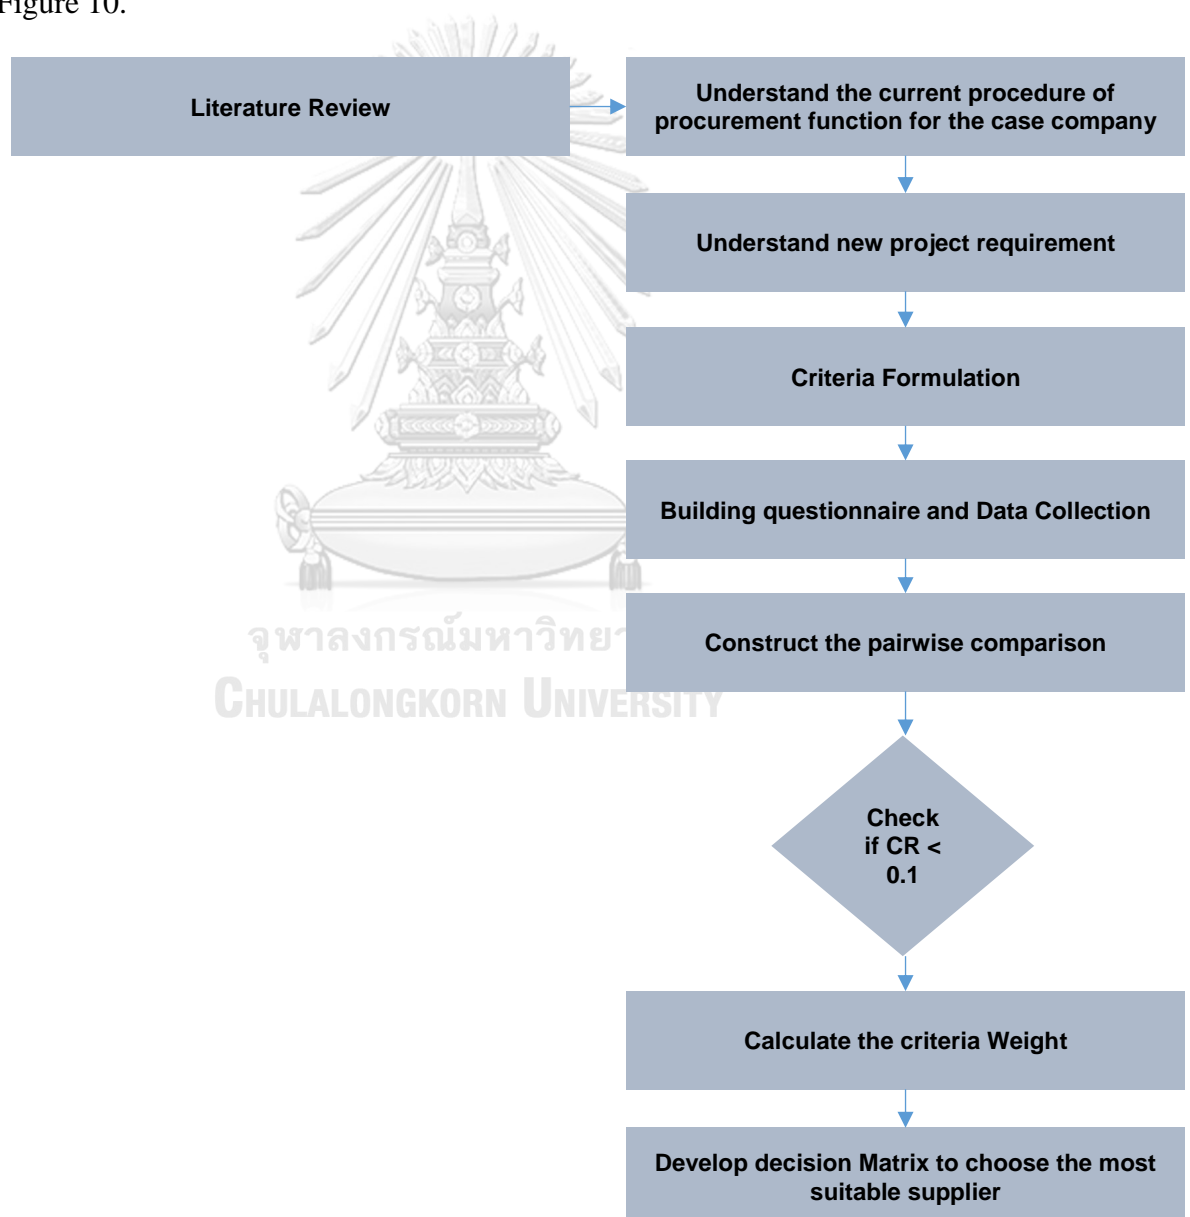 Figure 10.
Literature Review
Understand the current procedure of
procurement function for the case company
Understand new project requirement
Criteria Formulation
Building questionnaire and Data Collection
Construct the pairwise comparison
จุฬาลงกรณ์มหาวิทยา
CHULALONGKORN UNIVERSITY
Check
if CR <
0.1
Calculate the criteria Weight
Develop decision Matrix to choose the most
suitable supplier